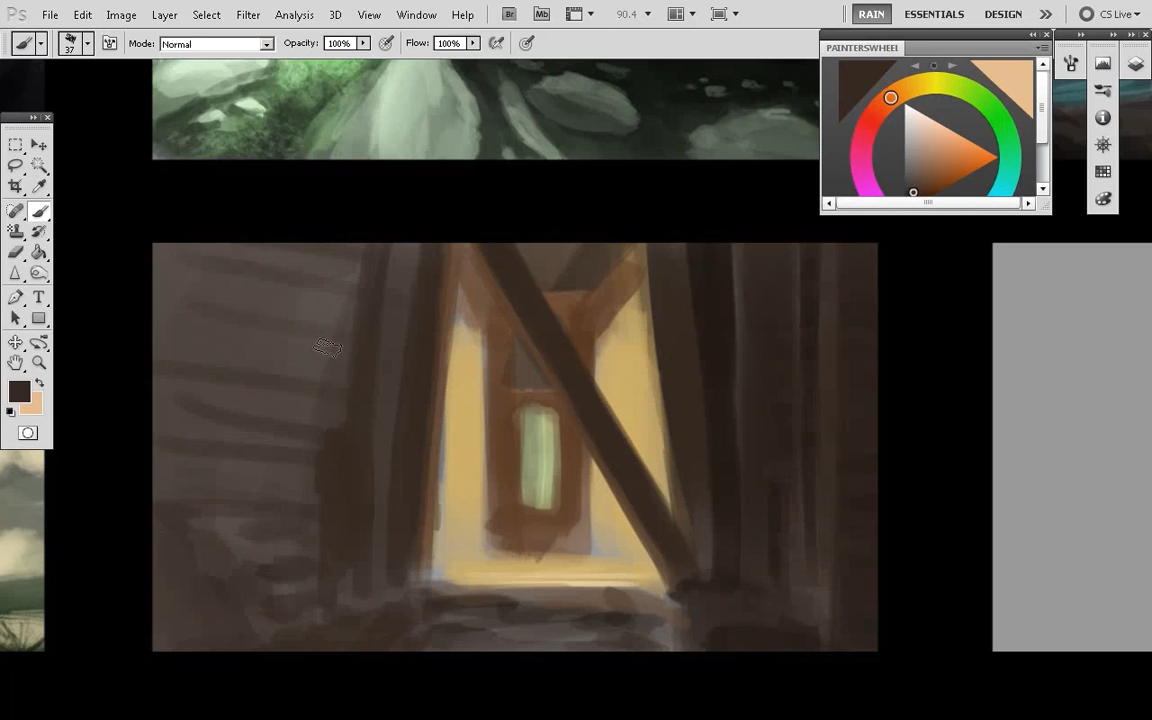 Ps File Edit Image Layer Select Filter Analysis 3D View Window Help Br Mb 90.4 RAIN ESSENTIALS DESIGN CS Live
37 Mode: Normal Opacity: 100% Flow: 100%
PAINTERSWHEEL
T